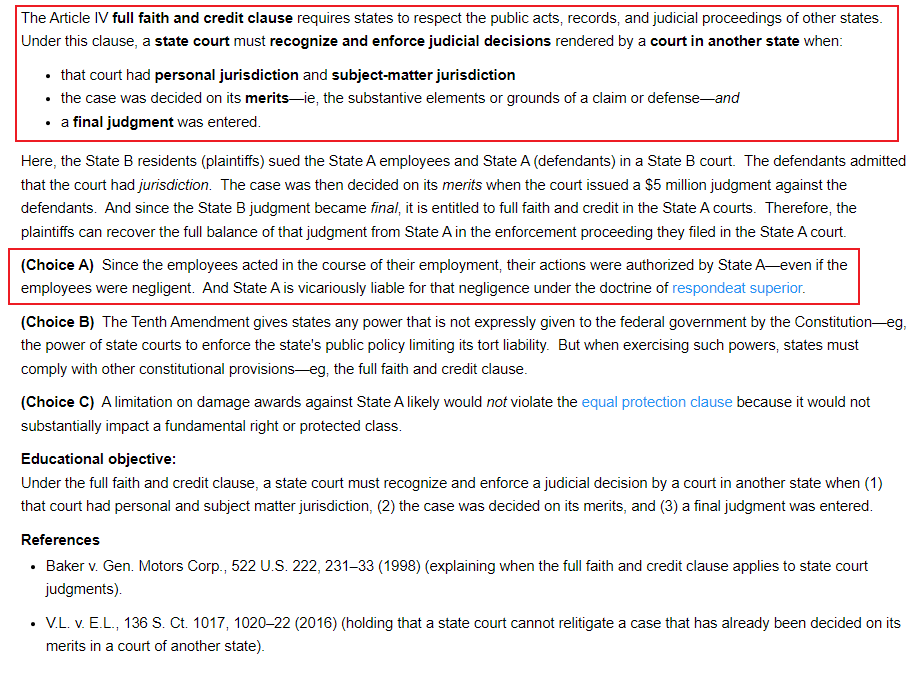 The Article IV full faith and credit clause requires states to respect the public acts, records, and judicial proceedings of other states.
Under this clause, a state court must recognize and enforce judicial decisions rendered by a court in another state when:
• that court had personal jurisdiction and subject-matter jurisdiction
• the case was decided on its merits—ie, the substantive elements or grounds of a claim or defense—and
• a final judgment was entered.
Here, the State B residents (plaintiffs) sued the State A employees and State A (defendants) in a State B court.  The defendants admitted
that the court had jurisdiction.  The case was then decided on its merits when the court issued a $5 million judgment against the
defendants.  And since the State B judgment became final, it is entitled to full faith and credit in the State A courts.  Therefore, the
plaintiffs can recover the full balance of that judgment from State A in the enforcement proceeding they filed in the State A court.
(Choice A)  Since the employees acted in the course of their employment, their actions were authorized by State A—even if the
employees were negligent.  And State A is vicariously liable for that negligence under the doctrine of respondeat superior.
(Choice B)  The Tenth Amendment gives states any power that is not expressly given to the federal government by the Constitution—eg,
the power of state courts to enforce the state's public policy limiting its tort liability.  But when exercising such powers, states must
comply with other constitutional provisions—eg, the full faith and credit clause.
(Choice C)  A limitation on damage awards against State A likely would not violate the equal protection clause because it would not
substantially impact a fundamental right or protected class.
Educational objective:
Under the full faith and credit clause, a state court must recognize and enforce a judicial decision by a court in another state when (1)
that court had personal and subject matter jurisdiction, (2) the case was decided on its merits, and (3) a final judgment was entered.
References
• Baker v. Gen. Motors Corp., 522 U.S. 222, 231–33 (1998) (explaining when the full faith and credit clause applies to state court
judgments).
• V.L. v. E.L., 136 S. Ct. 1017, 1020–22 (2016) (holding that a state court cannot relitigate a case that has already been decided on its
merits in a court of another state).